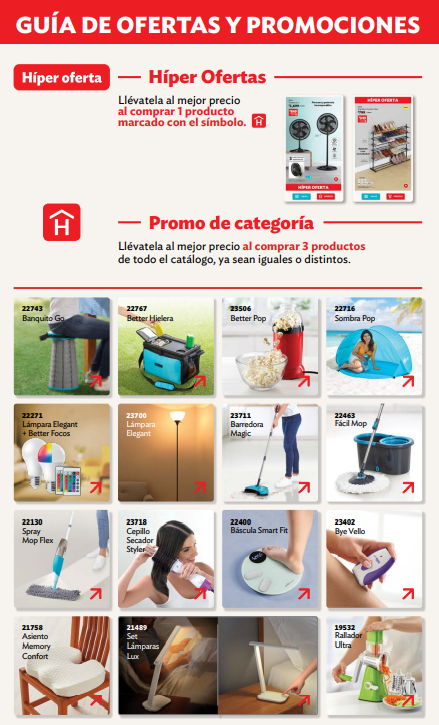 GUÍA DE OFERTAS Y PROMOCIONES
Híper oferta
Híper Ofertas
Llévatela al mejor precio
al comprar 1 producto
marcado con el símbolo.
HÍPER OFERTA
HÍPER OFERTA
Promo de categoría
Llévatela al mejor precio al comprar 3 productos
de todo el catálogo, ya sean iguales o distintos.
22743
Banquito Go
22767
Better Hielera
23506
Better Pop
22716
Sombra Pop
22271
Lámpara Elegant
+ Better Focos
23700
Lámpara
Elegant
23711
Barredora
Magic
22463
Fácil Mop
22130
Spray
Mop Flex
23718
Cepillo
Secador
Styler
22400
Báscula Smart Fit
23402
Bye Vello
21758
Asiento
Memory
Confort
21489
Set
Lámparas
Lux
19532
Rallador
Ultra